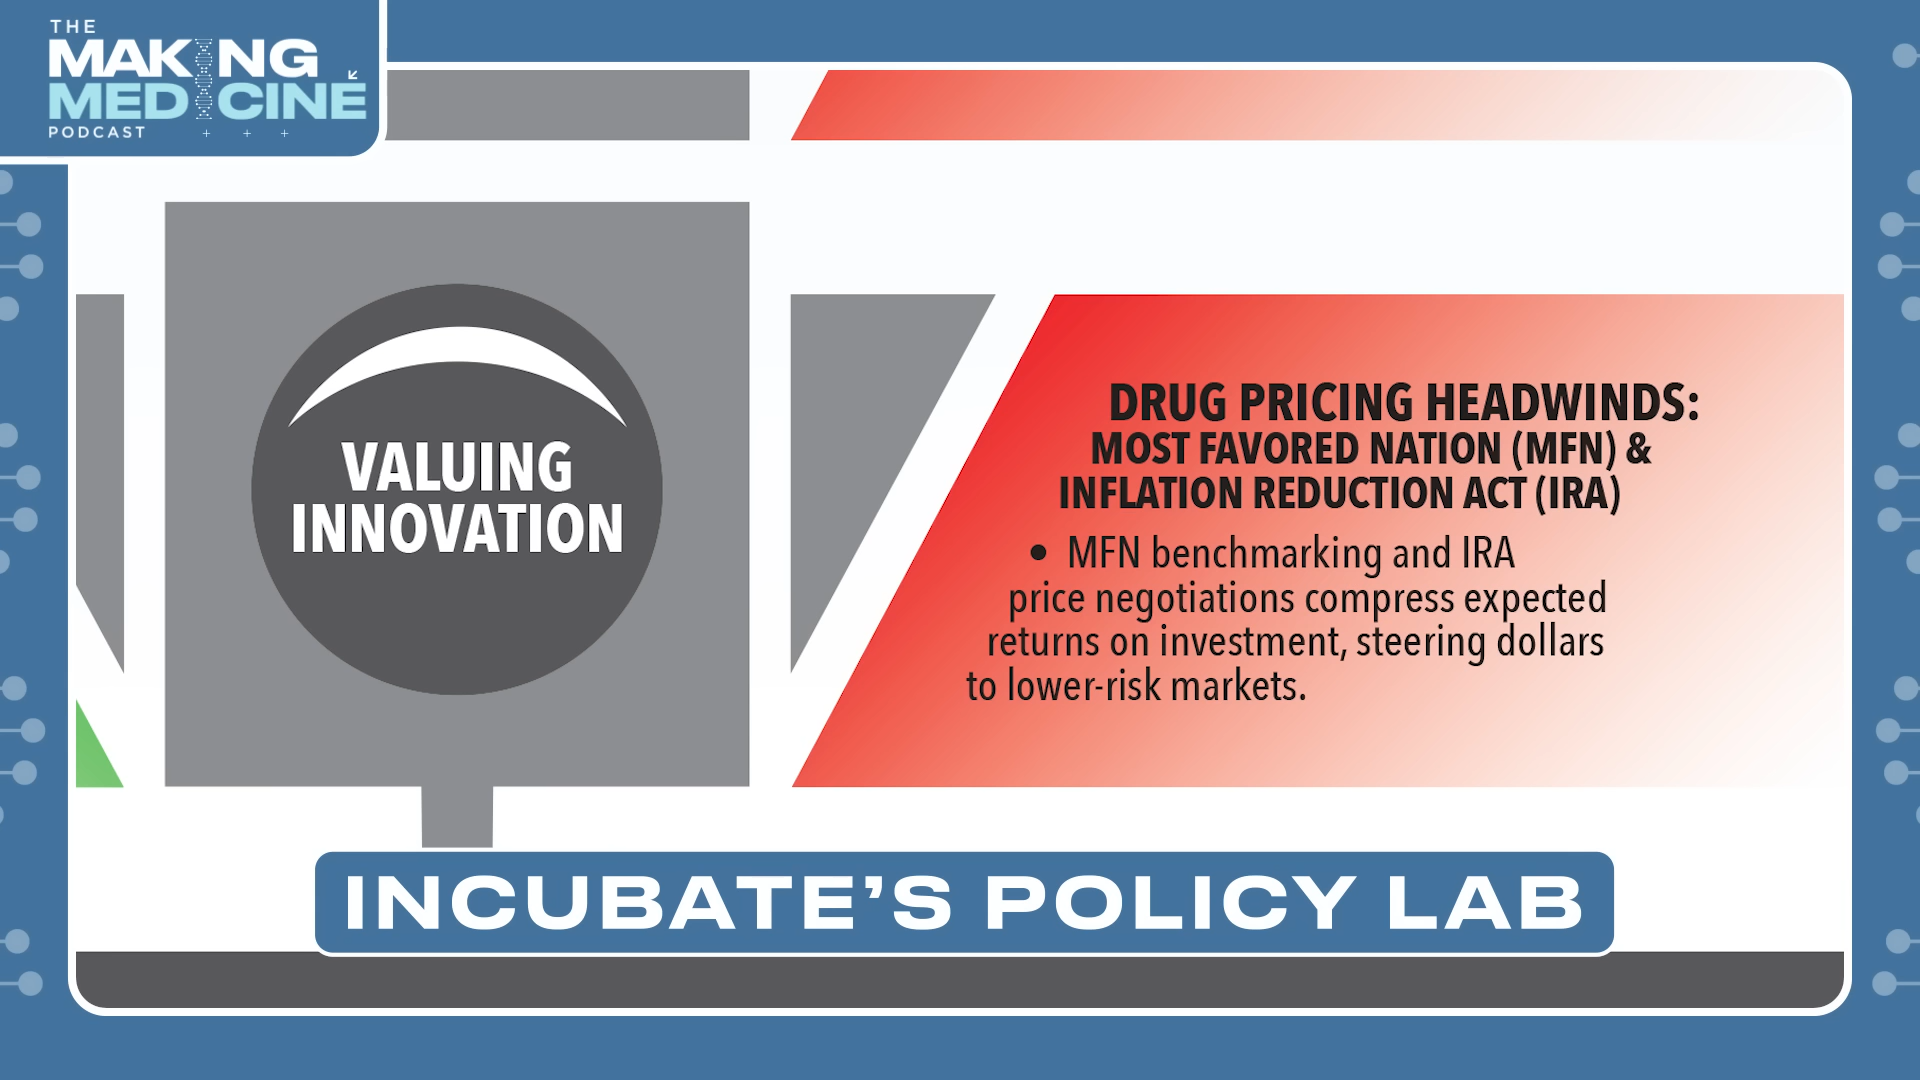 THE
MAKING
MEDICINE
PODCAST
VALUING
INNOVATION
DRUG PRICING HEADWINDS:
MOST FAVORED NATION (MFN) &
INFLATION REDUCTION ACT (IRA)
• MFN benchmarking and IRA
price negotiations compress expected
returns on investment, steering dollars
to lower-risk markets.
INCUBATE’S POLICY LAB